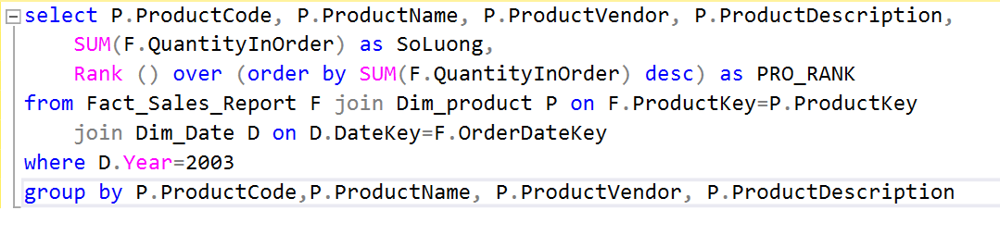 select P.ProductCode, P.ProductName, P.ProductVendor, P.ProductDescription,
SUM(F.QuantityInOrder) as SoLuong,
Rank () over (order by SUM(F.QuantityInOrder) desc) as PRO_RANK
from Fact_Sales_Report F join Dim_product P on F.ProductKey=P.ProductKey
join Dim_Date D on D.DateKey=F.OrderDateKey
where D.Year=2003
group by P.ProductCode,P.ProductName, P.ProductVendor, P.ProductDescription